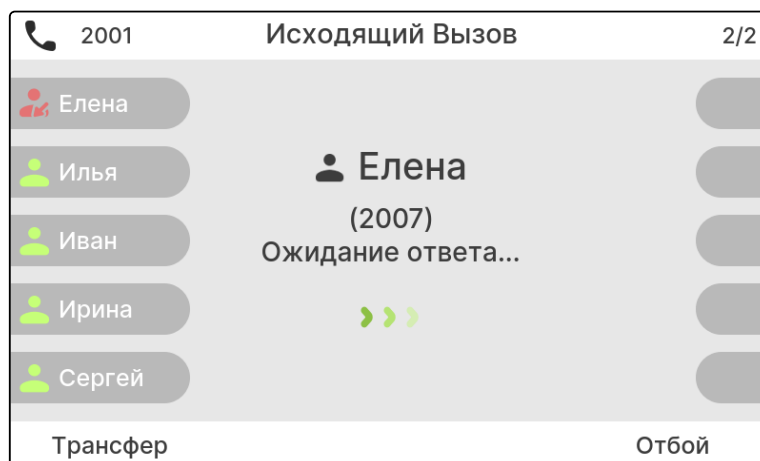 2001 Исходящий Вызов 2/2
Елена
Илья
Иван
Ирина
Сергей
Елена
(2007)
Ожидание ответа...
Трансфер Отбой